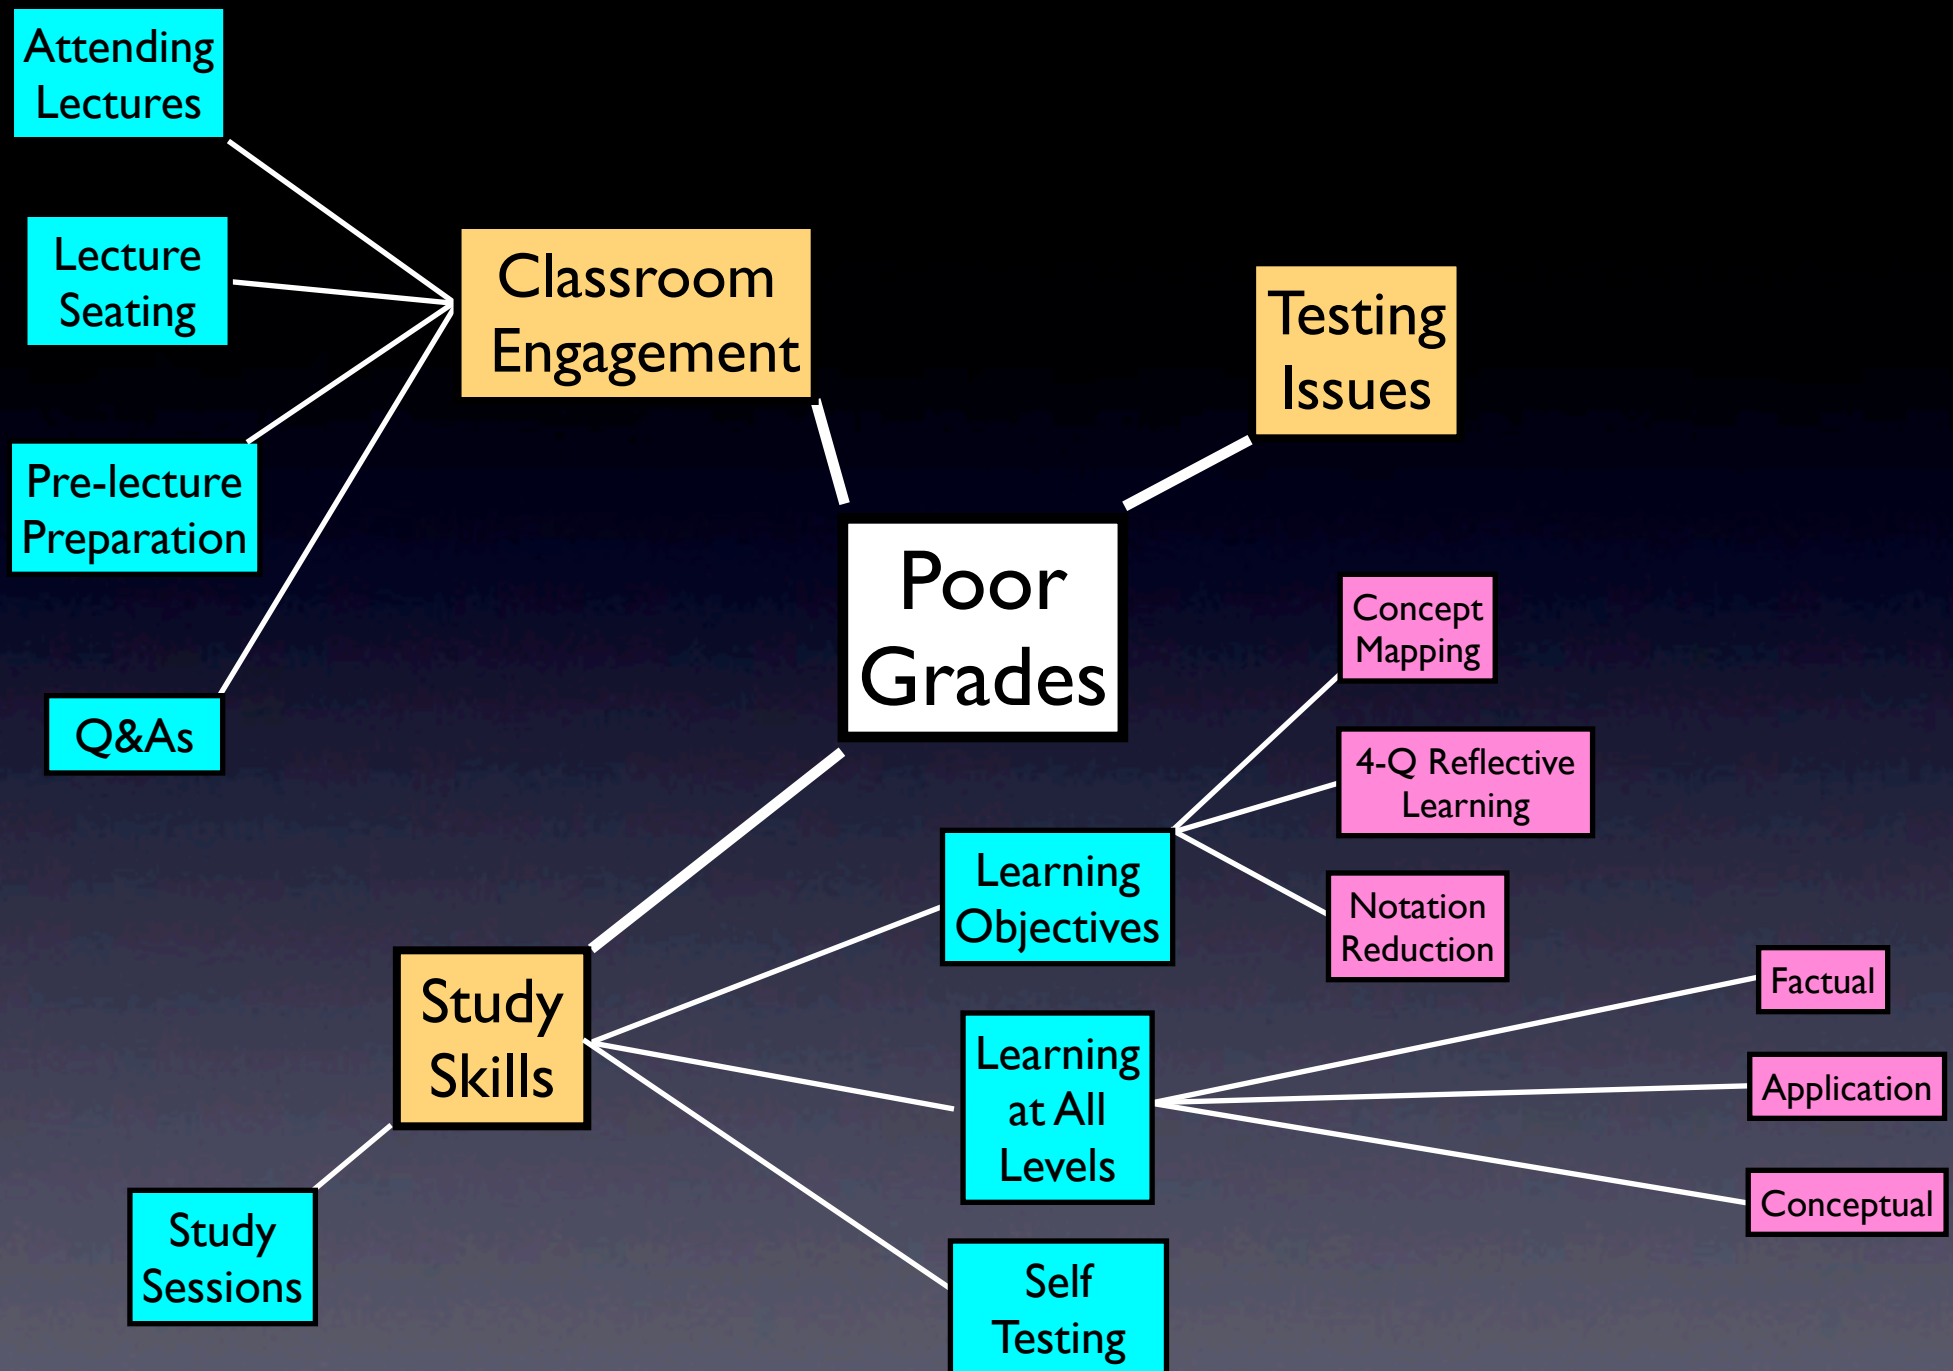 Attending
Lectures
Lecture
Seating
Pre-lecture
Preparation
Q&As
Classroom
Engagement
Testing
Issues
Poor
Grades
Study
Skills
Study
Sessions
Learning
Objectives
Concept
Mapping
4-Q Reflective
Learning
Notation
Reduction
Learning
at All
Levels
Factual
Application
Conceptual
Self
Testing